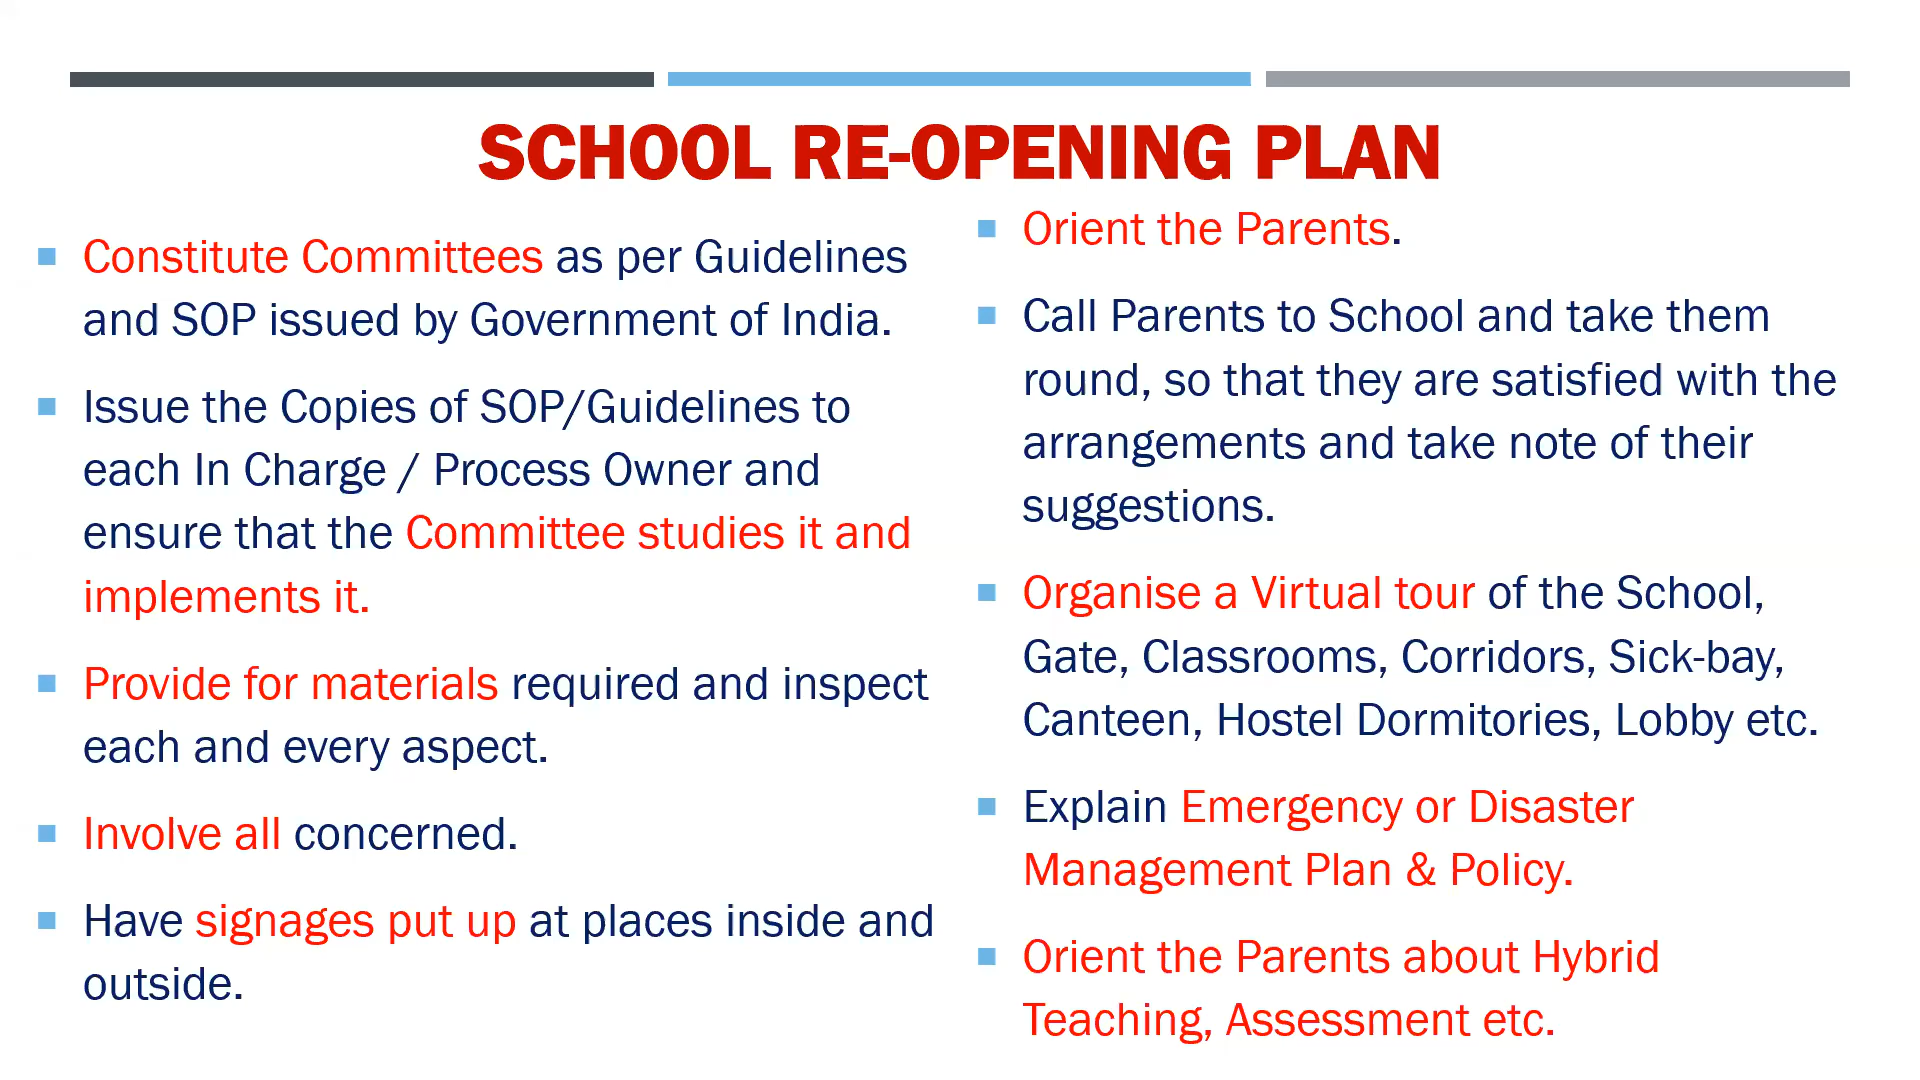 SCHOOL RE-OPENING PLAN
Constitute Committees as per Guidelines
and SOP issued by Government of India.
Issue the Copies of SOP/Guidelines to
each In Charge / Process Owner and
ensure that the Committee studies it and
implements it.
Provide for materials required and inspect
each and every aspect.
Involve all concerned.
Have signages put up at places inside and
outside.
Orient the Parents.
Call Parents to School and take them
round, so that they are satisfied with the
arrangements and take note of their
suggestions.
Organise a Virtual tour of the School,
Gate, Classrooms, Corridors, Sick-bay,
Canteen, Hostel Dormitories, Lobby etc.
Explain Emergency or Disaster
Management Plan & Policy.
Orient the Parents about Hybrid
Teaching, Assessment etc.